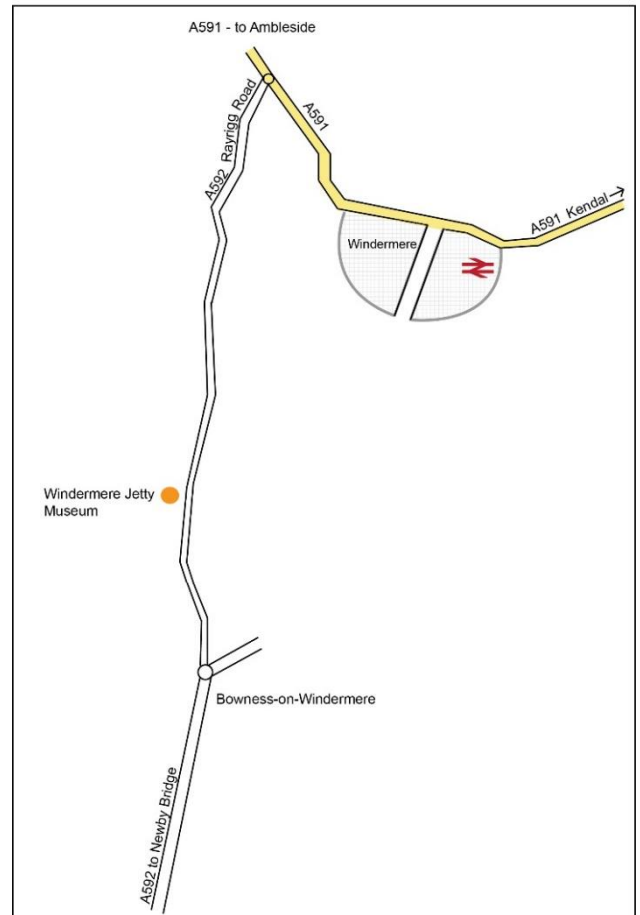 A591 - to Ambleside
A592 Rayrigg Road
A591
A591 Kendal
Windermere
Windermere Jetty
Museum
Bowness-on-Windermere
A592 to Newby Bridge